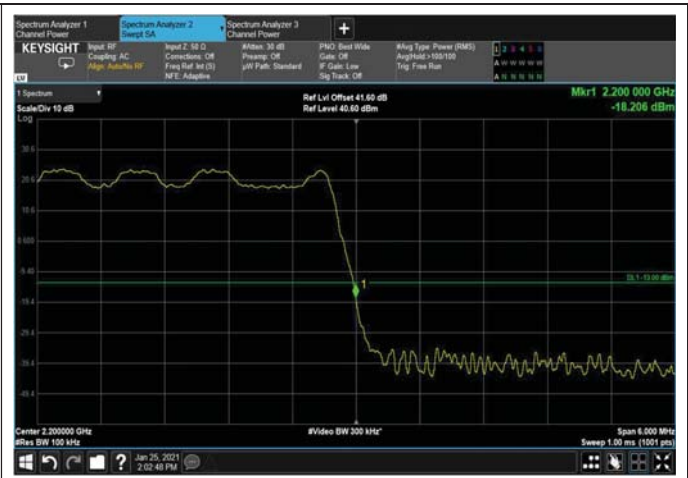 Spectrum Analyzer 1
Channel Power
Spectrum Analyzer 2
Swept SA
Spectrum Analyzer 3
Channel Power
+
KEYSIGHT
Input: RF
Coupling: AC
Align: Auto/No RF
Input Z: 50 Ω
Corrections: Off
Freq Ref: Int (S)
NFE: Adaptive
#Atten: 30 dB
Preamp: Off
µW Path: Standard
PNO: Best Wide
Gate: Off
IF Gain: Low
Sig Track: Off
#Avg Type: Power (RMS)
Avg|Hold:>100/100
Trig: Free Run
1 2 3 4 5 6
A W W W W W
A N N N N N
LXI
1 Spectrum
Scale/Div 10 dB
Log
Ref Lvl Offset 41.60 dB
Ref Level 40.60 dBm
Mkr1 2.200 000 GHz
-18.206 dBm
30.6
20.6
10.6
0.600
-9.40
-19.4
-29.4
-39.4
-49.4
DL1 -13.00 dBm
1
Center 2.200000 GHz
#Res BW 100 kHz
#Video BW 300 kHz*
Span 6.000 MHz
Sweep 1.00 ms (1001 pts)
?
Jan 25, 2021
2:02:48 PM